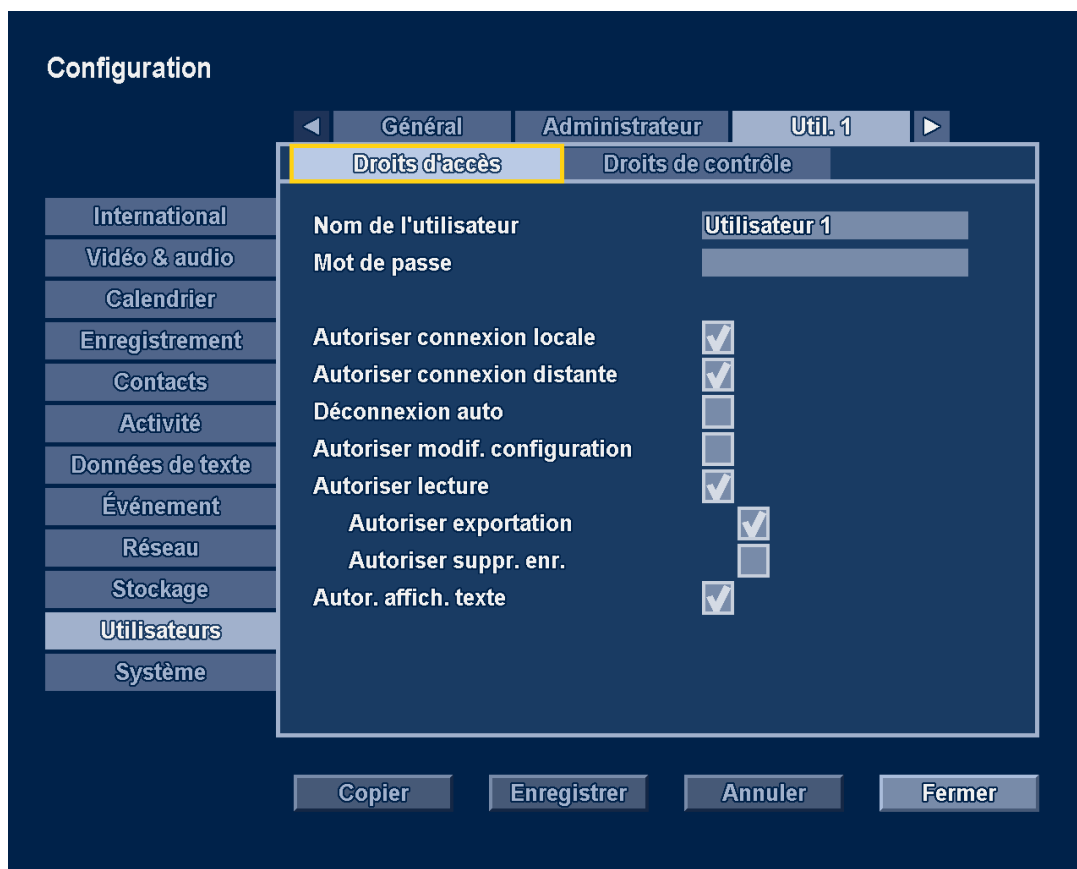 Configuration
Général Administrateur Util. 1
Droits d'accès Droits de contrôle
International
Vidéo & audio
Calendrier
Enregistrement
Contacts
Activité
Données de texte
Événement
Réseau
Stockage
Utilisateurs
Système
Nom de l'utilisateur Utilisateur 1
Mot de passe
Autoriser connexion locale
Autoriser connexion distante
Déconnexion auto
Autoriser modif. configuration
Autoriser lecture
Autoriser exportation
Autoriser suppr. enr.
Autor. affich. texte
Copier Enregistrer Annuler Fermer